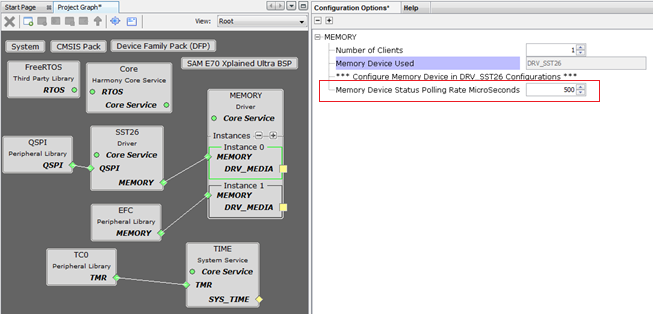 Start Page
Project Graph*
View:
Root
System
CMSIS Pack
Device Family Pack (DFP)
SAM E70 Xplained Ultra BSP
FreeRTOS
Third Party Library
RTOS
Core
Harmony Core Service
RTOS
Core Service
MEMORY
Driver
Core Service
Instances
Instance 0
MEMORY
DRV_MEDIA
Instance 1
MEMORY
DRV_MEDIA
SST26
Driver
Core Service
QSPI
MEMORY
QSPI
Peripheral Library
QSPI
EFC
Peripheral Library
MEMORY
TC0
Peripheral Library
TMR
TIME
System Service
Core Service
TMR
SYS_TIME
Configuration Options*
Help
MEMORY
Number of Clients
1
Memory Device Used
DRV_SST26
*** Configure Memory Device in DRV_SST26 Configurations ***
Memory Device Status Polling Rate MicroSeconds
500